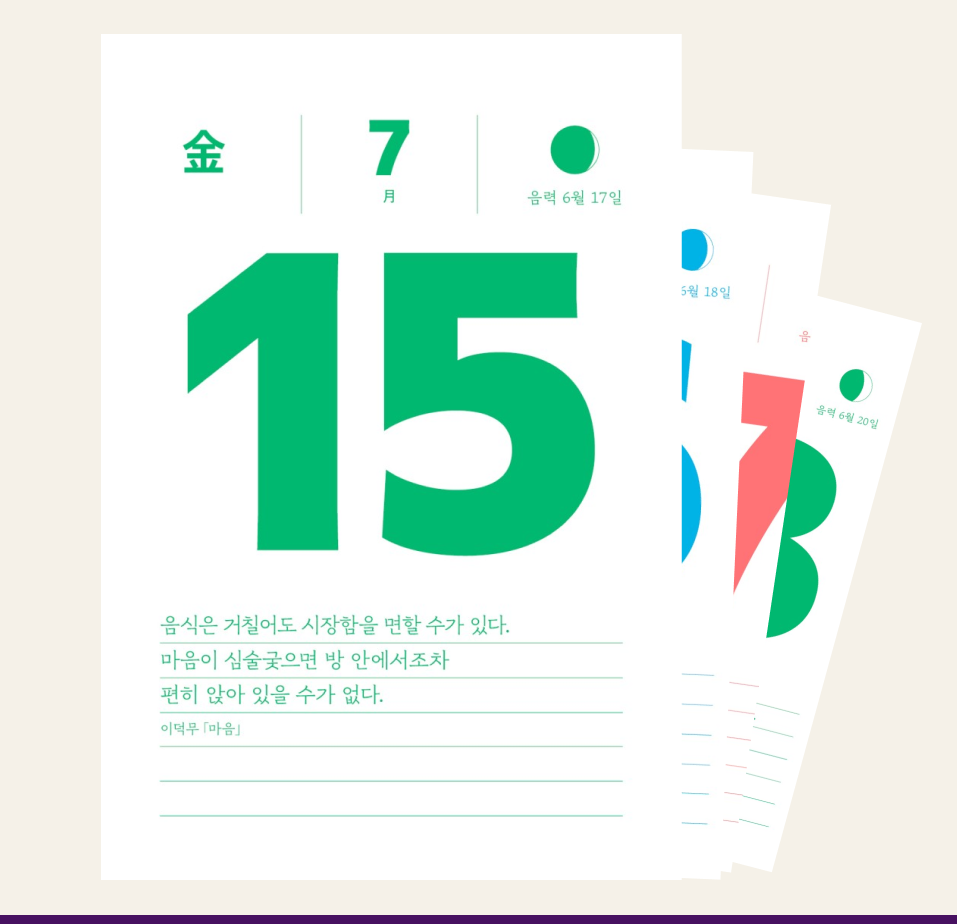 金
7
月
음력 6월 17일
15
음식은 거칠어도 시장함을 면할 수가 있다.
마음이 심술궂으면 방 안에서조차
편히 앉아 있을 수가 없다.
이덕무 「마음」
6월 18일
음
음력 6월 20일